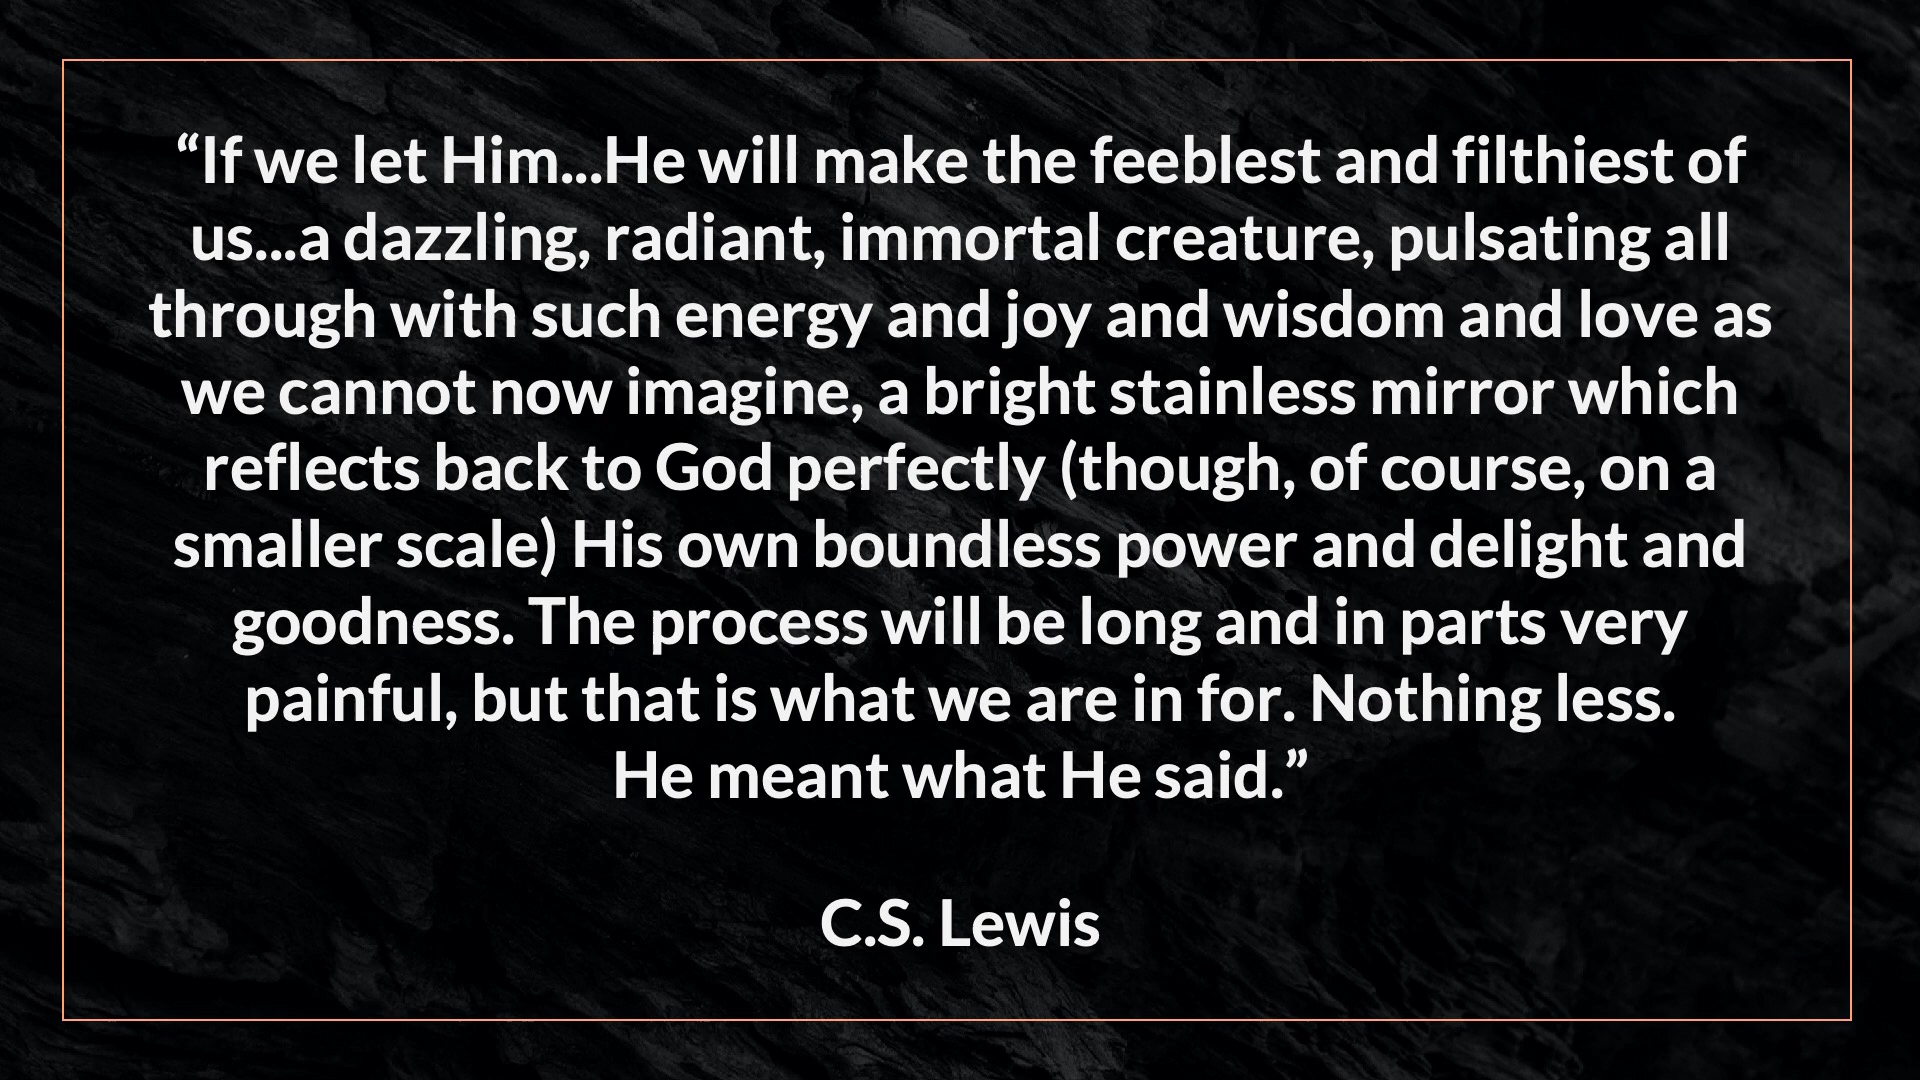 “If we let Him...He will make the feeblest and filthiest of
us...a dazzling, radiant, immortal creature, pulsating all
through with such energy and joy and wisdom and love as
we cannot now imagine, a bright stainless mirror which
reflects back to God perfectly (though, of course, on a
smaller scale) His own boundless power and delight and
goodness. The process will be long and in parts very
painful, but that is what we are in for. Nothing less.
He meant what He said.”
C.S. Lewis